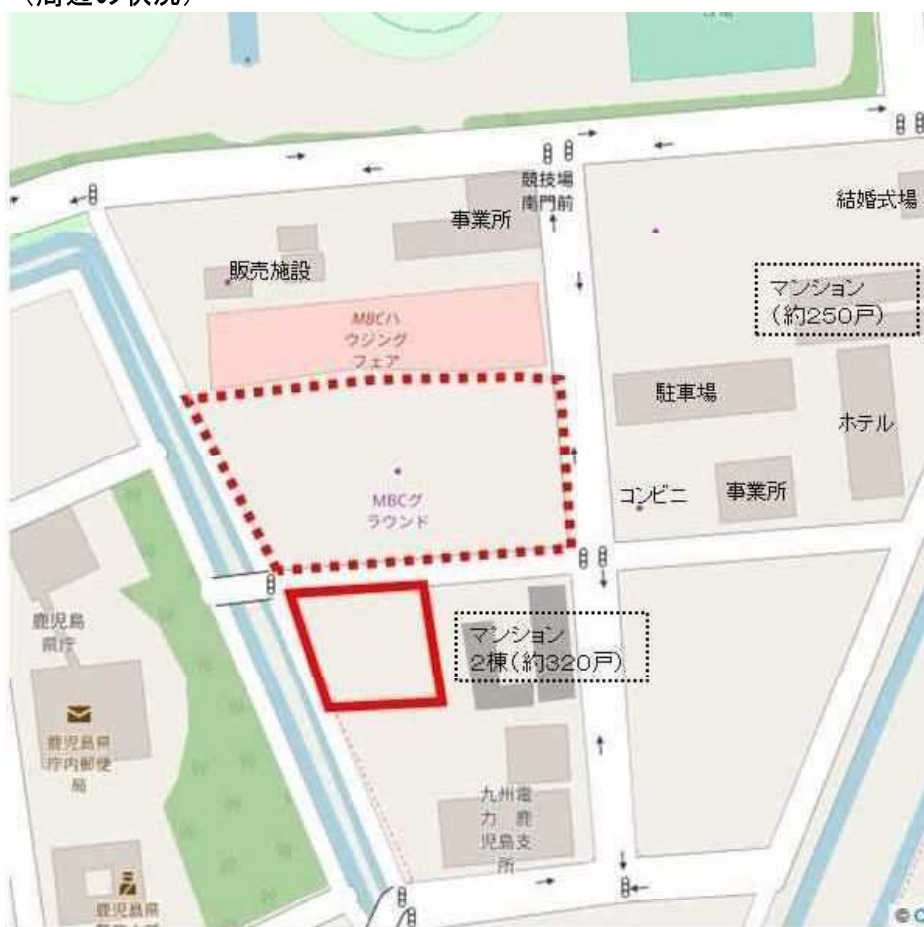 (周辺の状況)
競技場
南門前
事業所
結婚式場
販売施設
マンション
(約250戸)
MBCハ
ウジング
フェア
駐車場
ホテル
MBCグ
ラウンド
コンビニ
事業所
鹿児島
県庁
マンション
2棟(約320戸)
鹿児島県
庁内郵便
局
九州電
力 鹿
児島支
所
鹿児島県
©